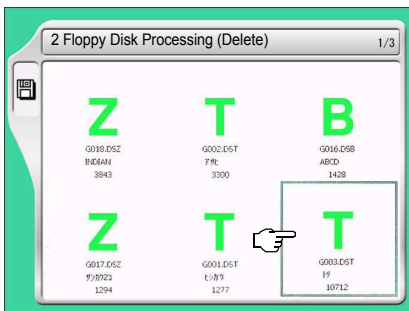 2 Floppy Disk Processing (Delete)
1/3
Z T B
G018.DSZ G002.DST G016.DSB
INDIAN ABCD
3843 3300 1428
Z T T
G017.DSZ G001.DST G003.DST
1294 1277 10712